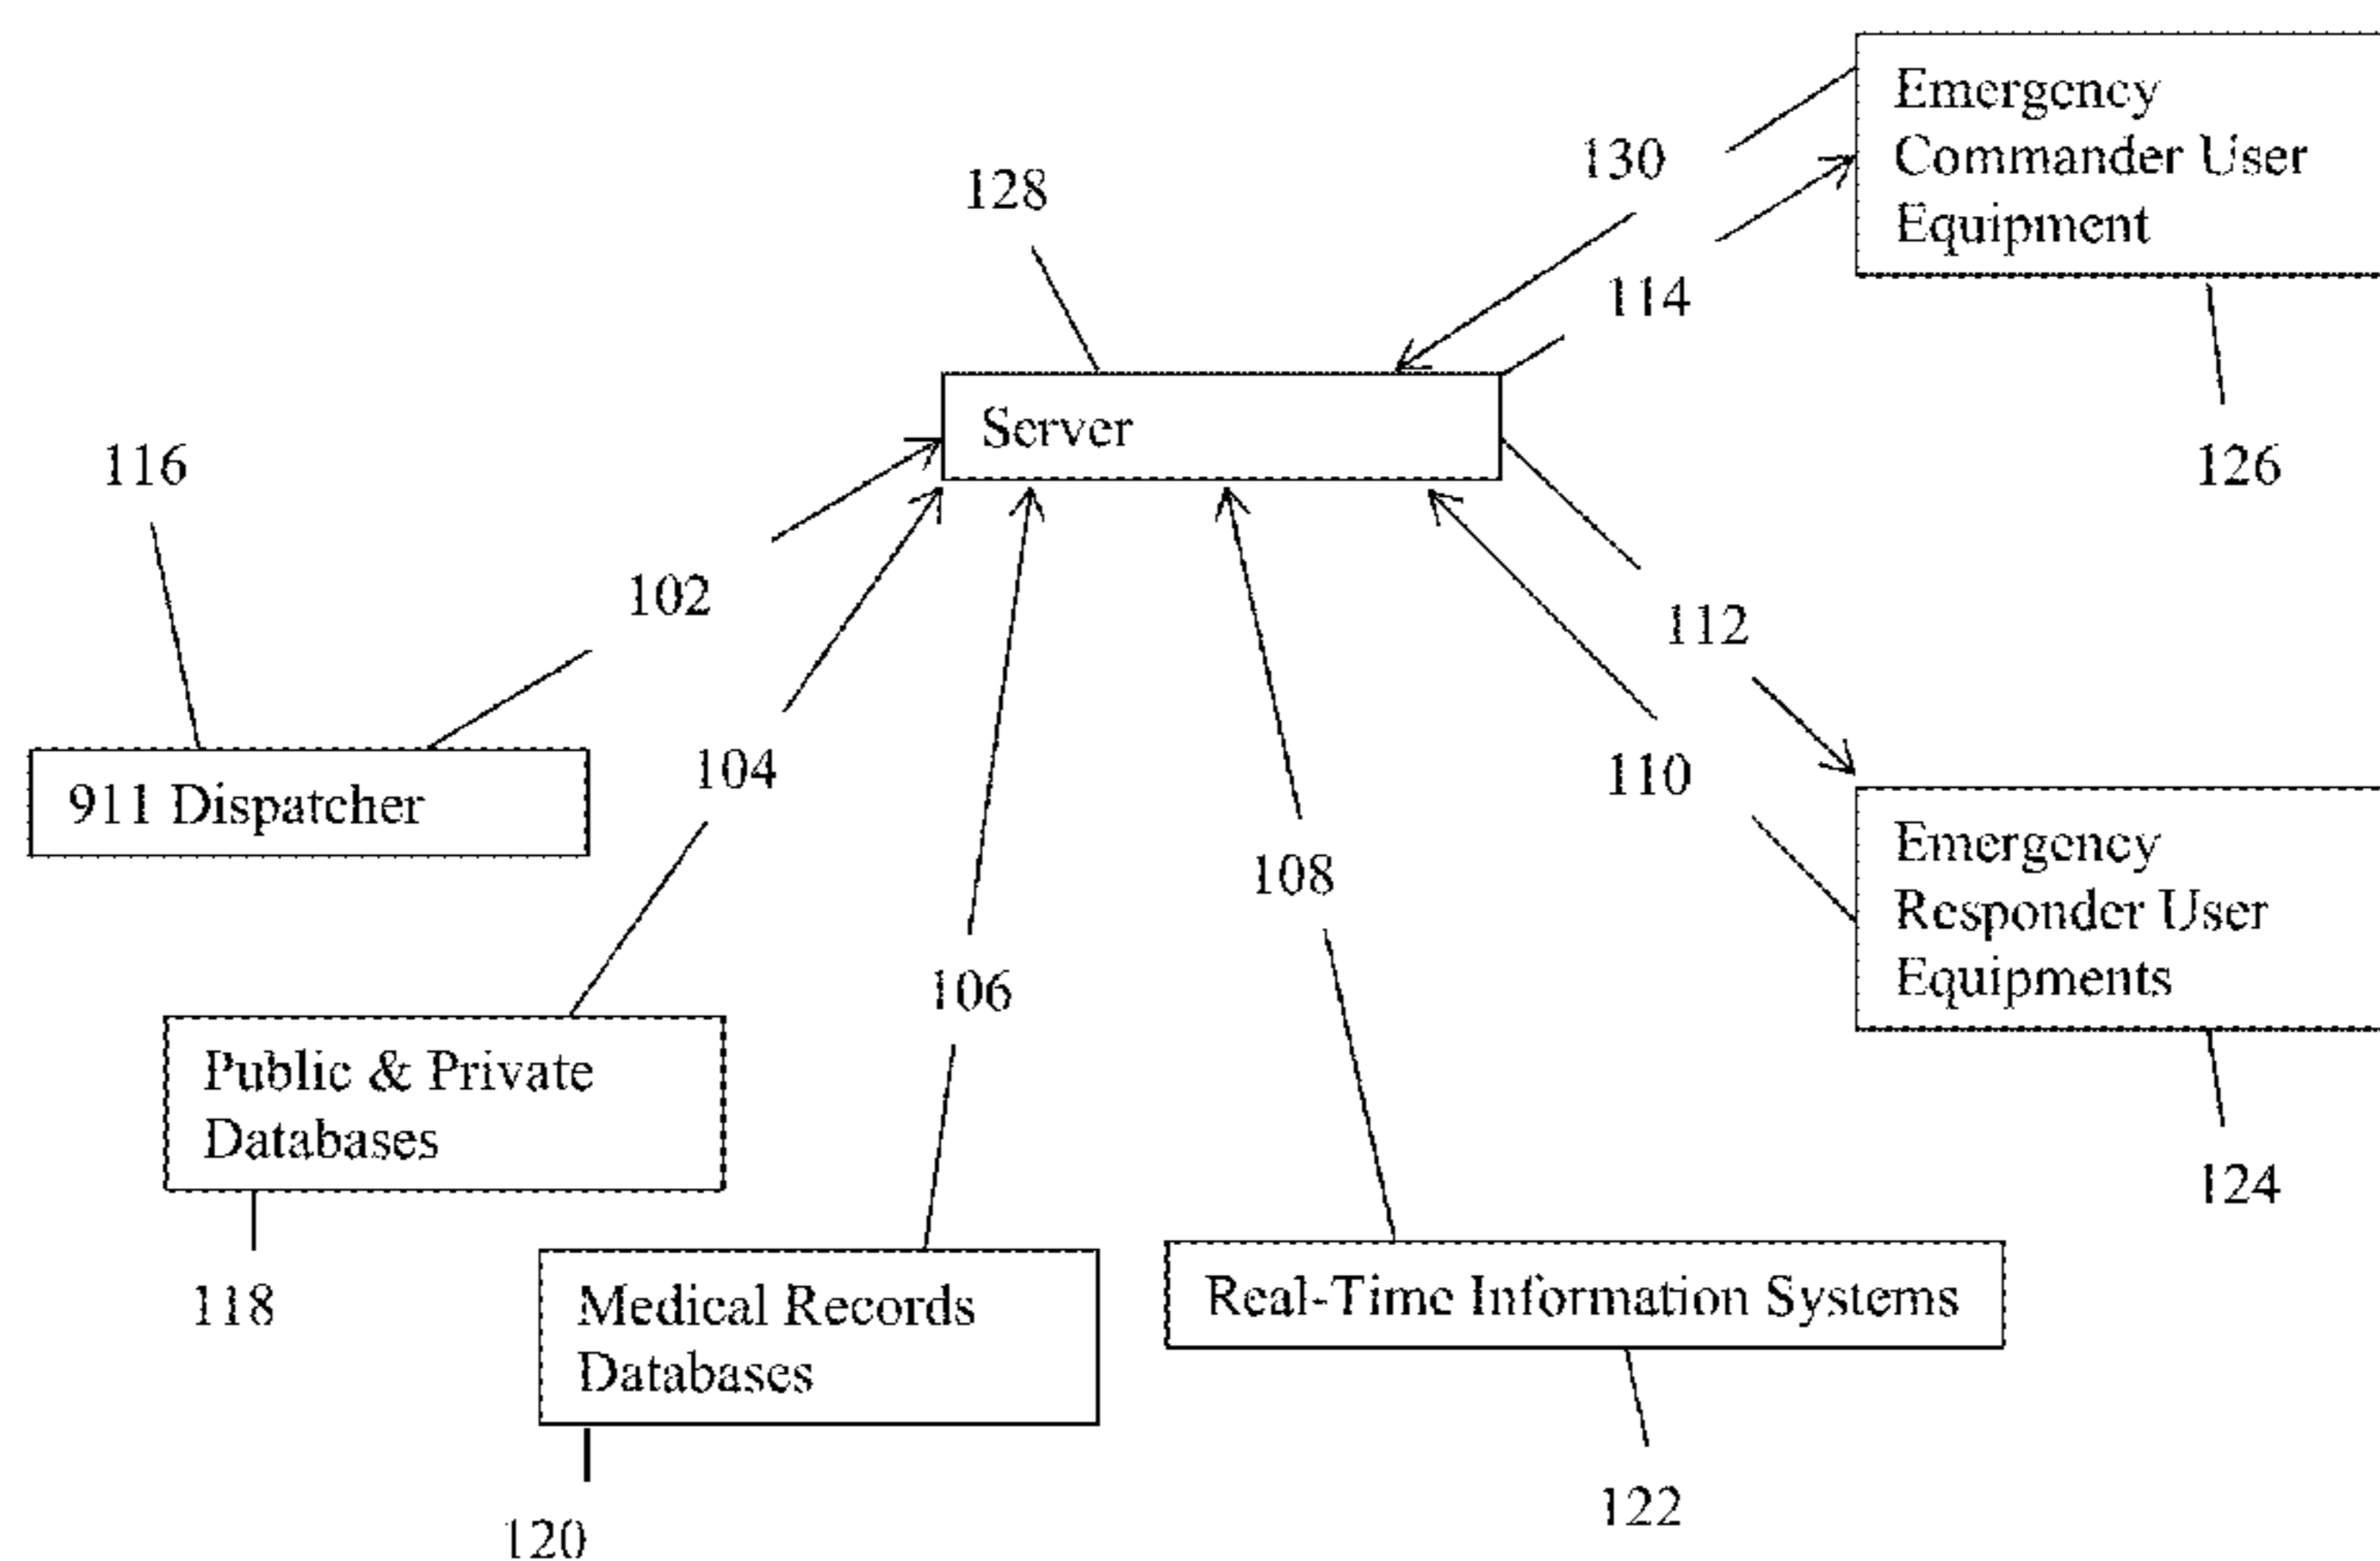 Emergency
Commander User
Equipment
130
128
114
Server
116
126
102
112
104
110
911 Dispatcher
108
Emergency
Responder User
Equipments
106
Public & Private
Databases
124
118
Medical Records
Databases
Real-Time Information Systems
122
120